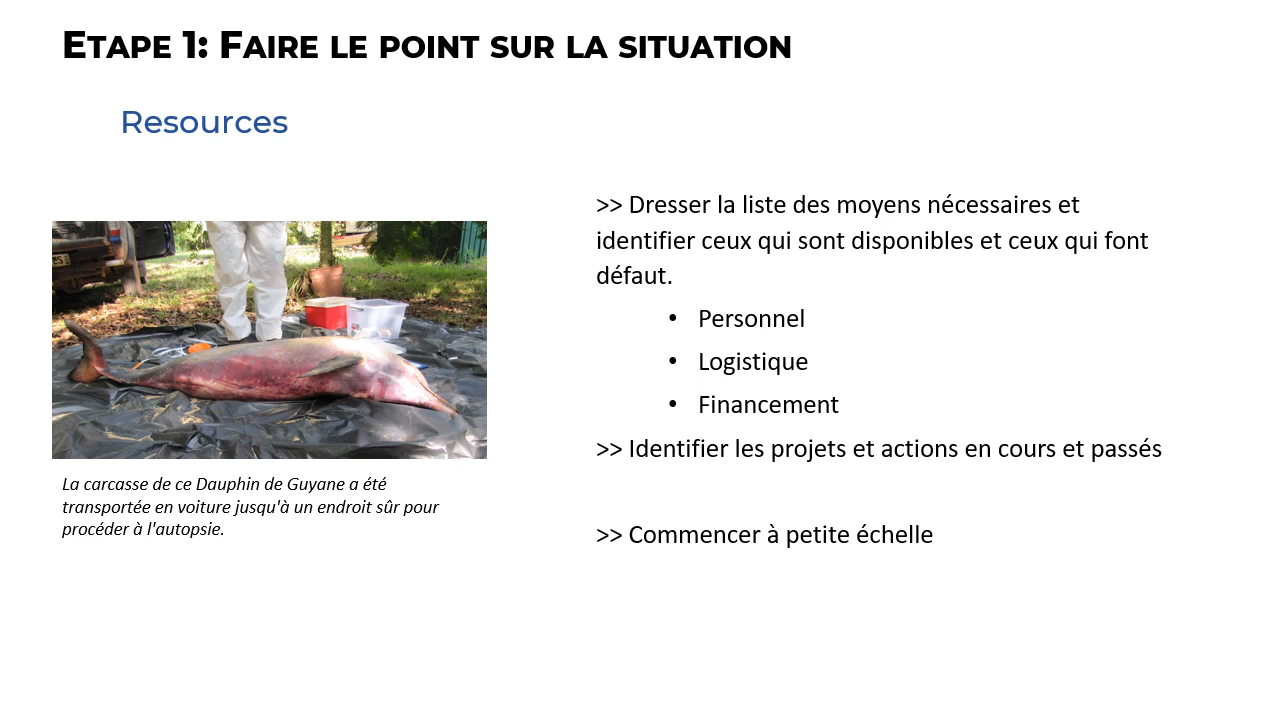 ETAPE 1: FAIRE LE POINT SUR LA SITUATION
Resources
>> Dresser la liste des moyens nécessaires et
identifier ceux qui sont disponibles et ceux qui font
défaut.
• Personnel
• Logistique
• Financement
>> Identifier les projets et actions en cours et passés
>> Commencer à petite échelle
La carcasse de ce Dauphin de Guyane a été
transportée en voiture jusqu'à un endroit sûr pour
procéder à l'autopsie.